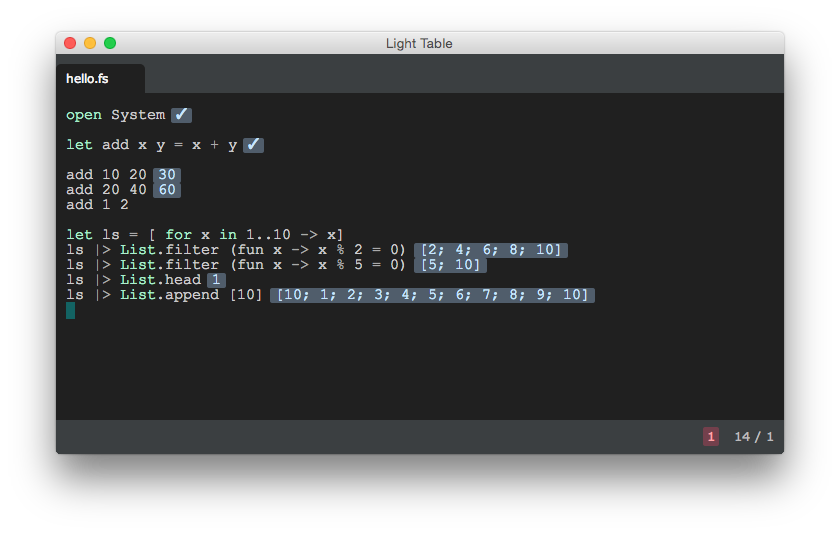 Light Table
hello.fs
open System ✓
let add x y = x + y ✓
add 10 20 30
add 20 40 60
add 1 2
let ls = [ for x in 1..10 -> x]
ls |> List.filter (fun x -> x % 2 = 0) [2; 4; 6; 8; 10]
ls |> List.filter (fun x -> x % 5 = 0) [5; 10]
ls |> List.head 1
ls |> List.append [10] [10; 1; 2; 3; 4; 5; 6; 7; 8; 9; 10]
1 14 / 1